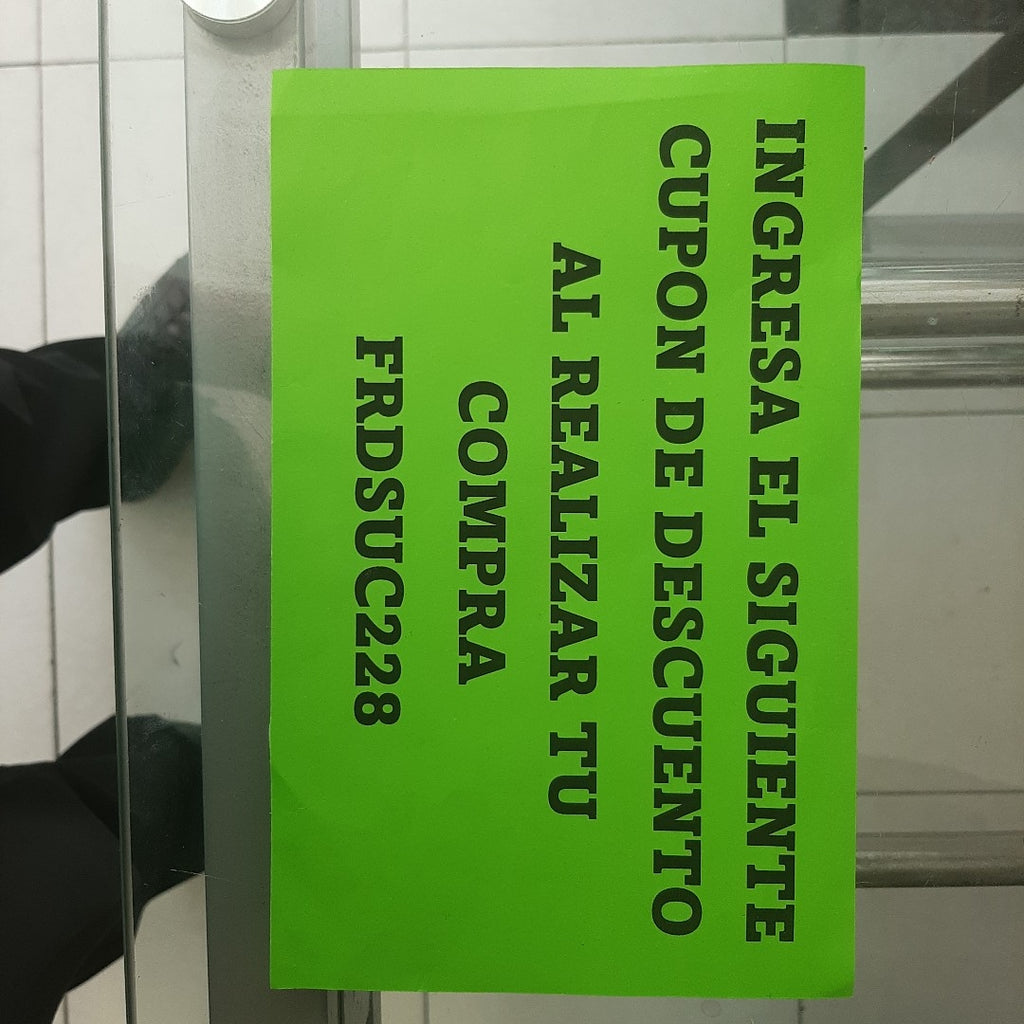 INGRESA EL SIGUIENTE
CUPON DE DESCUENTO
AL REALIZAR TU
COMPRA
FRDSUC228